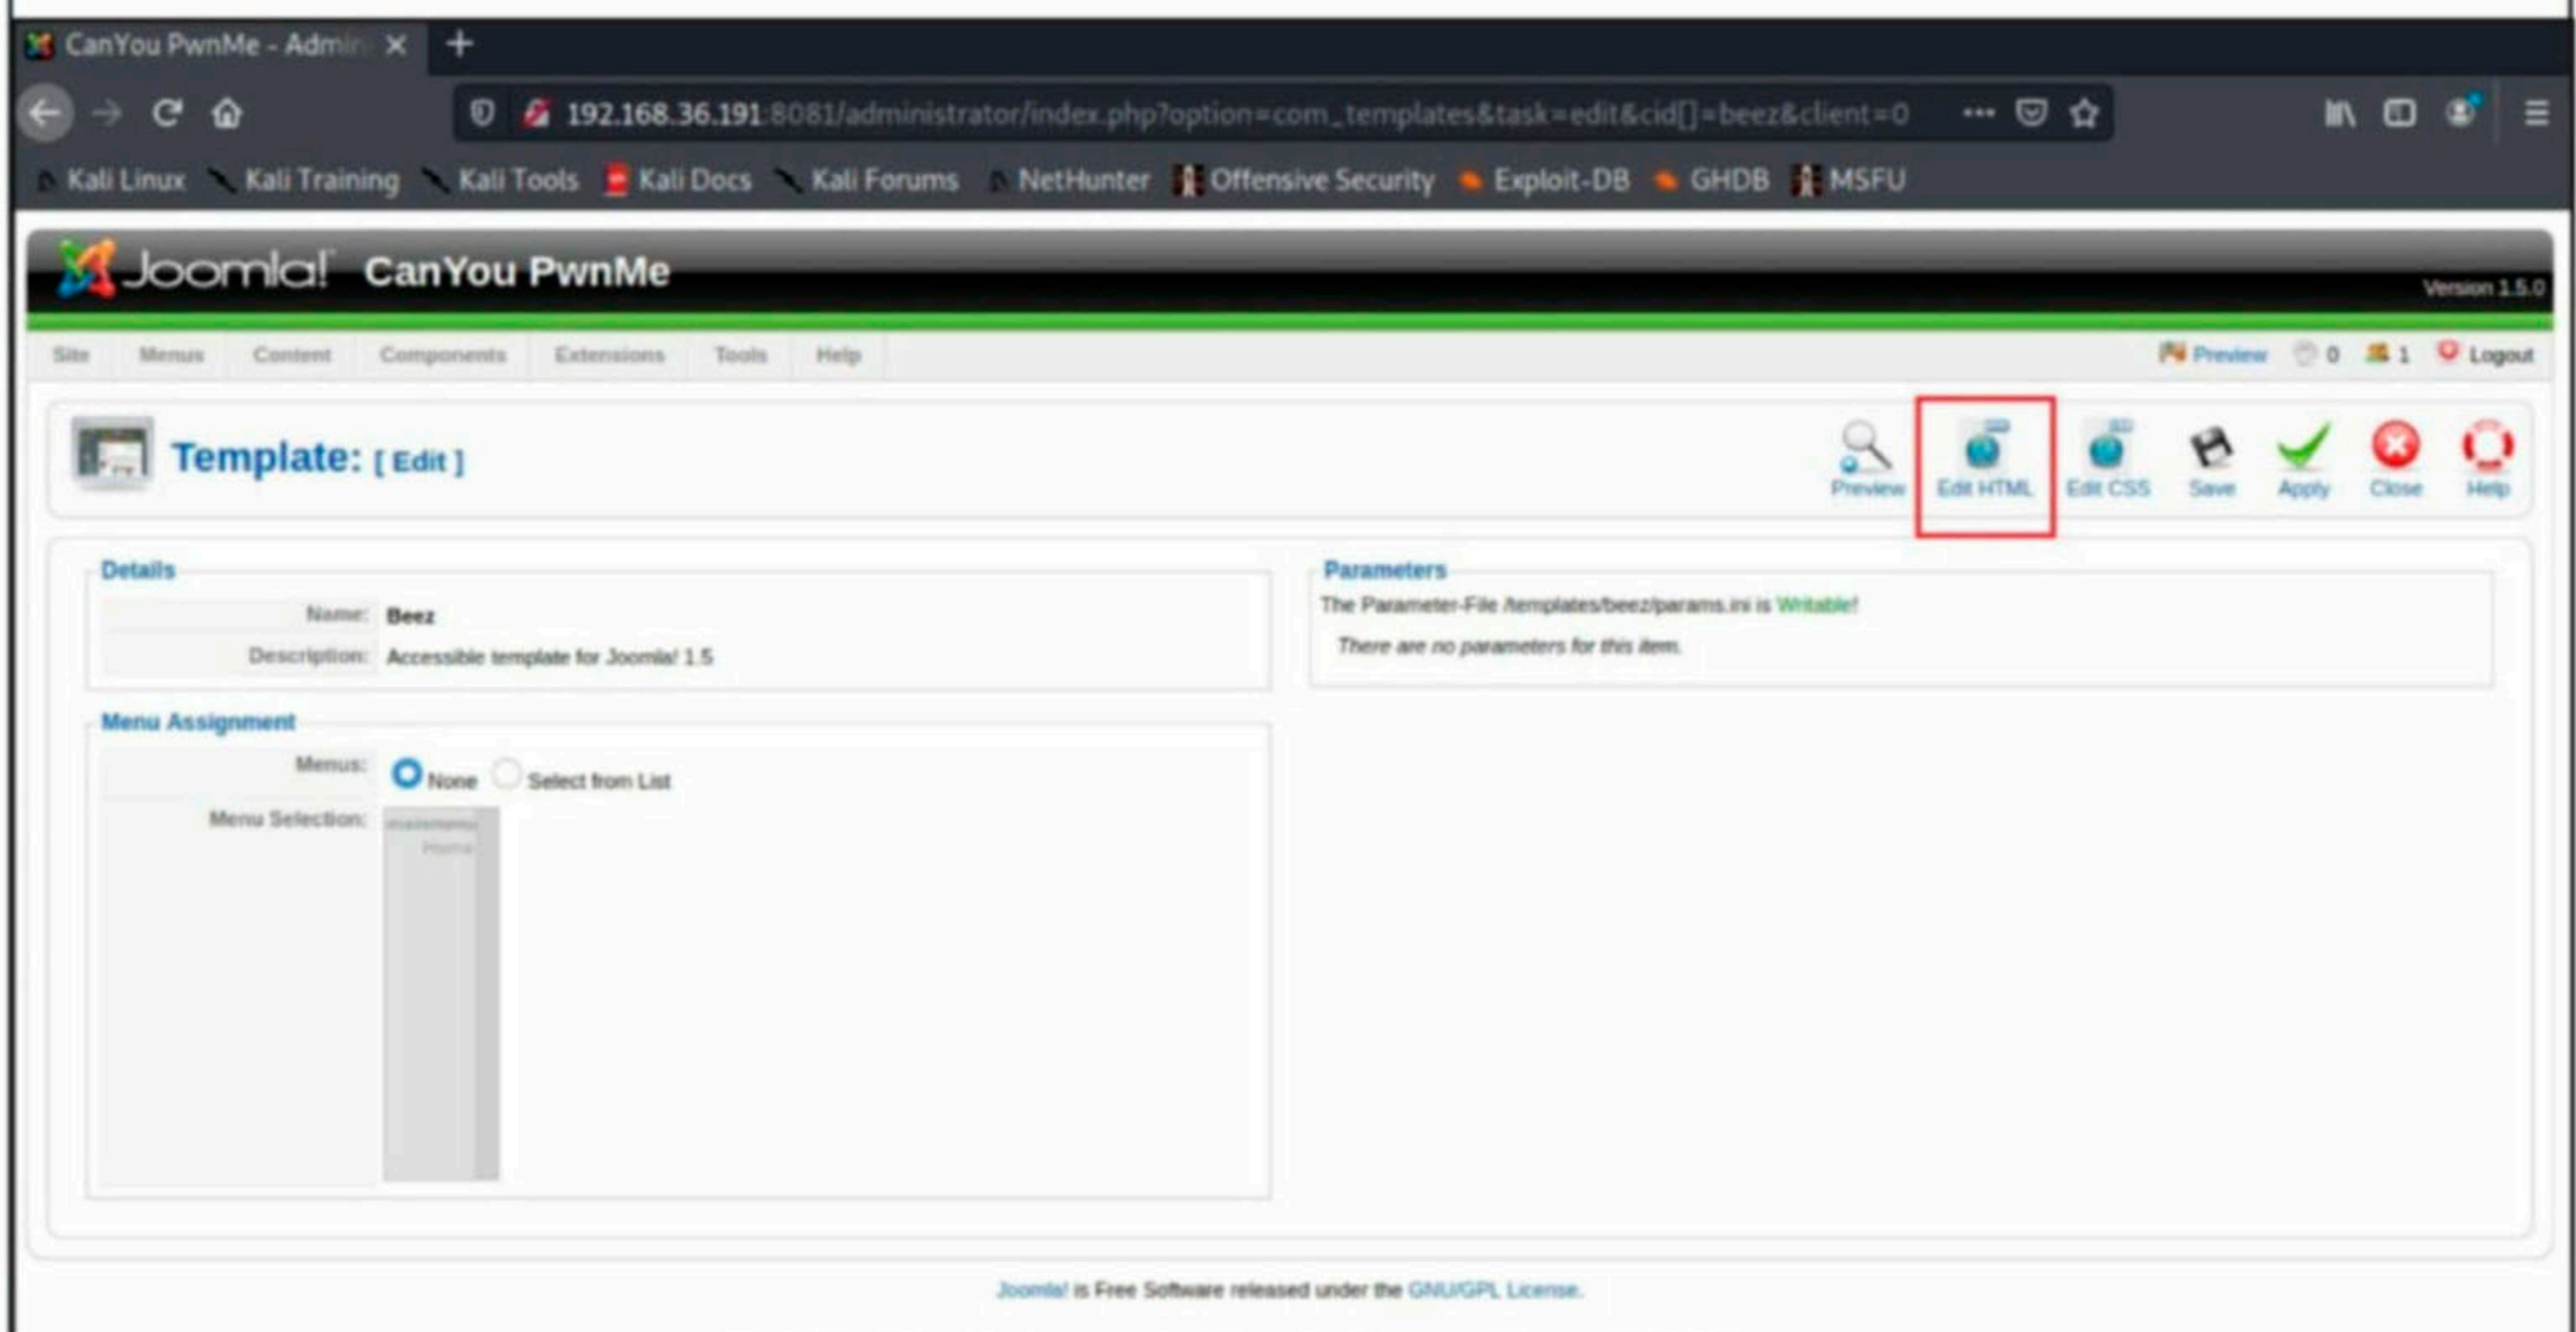 CanYou PwnMe - Admin
192.168.36.191:8081/administrator/index.php?option=com_templates&task=edit&cid[]=beez&client=0
Kali Linux Kali Training Kali Tools Kali Docs Kali Forums NetHunter Offensive Security Exploit-DB GHDB MSFU
Joomla! CanYou PwnMe
Version 1.5.0
Site Menus Content Components Extensions Tools Help Preview 0 1 Logout
Template: [ Edit ]
Preview Edit HTML Edit CSS Save Apply Close Help
Details
Name: Beez
Description: Accessible template for Joomla! 1.5
Parameters
The Parameter-File /templates/beez/params.ini is Writable!
There are no parameters for this item.
Menu Assignment
Menus: None Select from List
Menu Selection: mainmenu
Home
Joomla! is Free Software released under the GNU/GPL License.